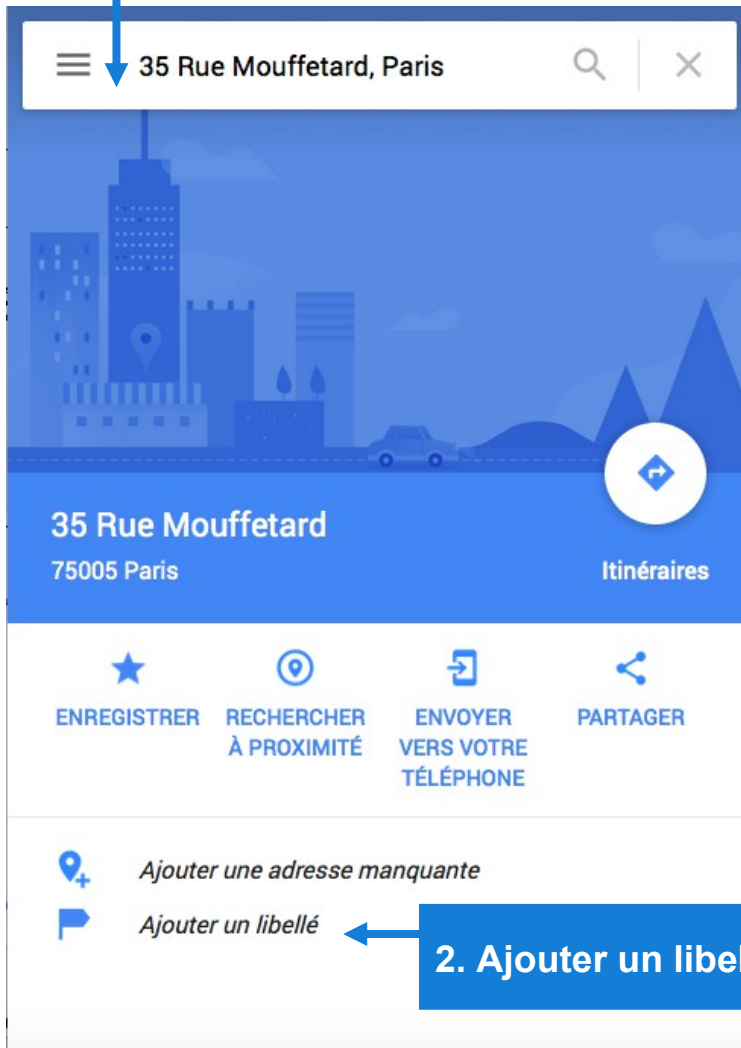 35 Rue Mouffetard, Paris
35 Rue Mouffetard
75005 Paris
Itinéraires
ENREGISTRER
RECHERCHER
À PROXIMITÉ
ENVOYER
VERS VOTRE
TÉLÉPHONE
PARTAGER
Ajouter une adresse manquante
Ajouter un libellé
2. Ajouter un